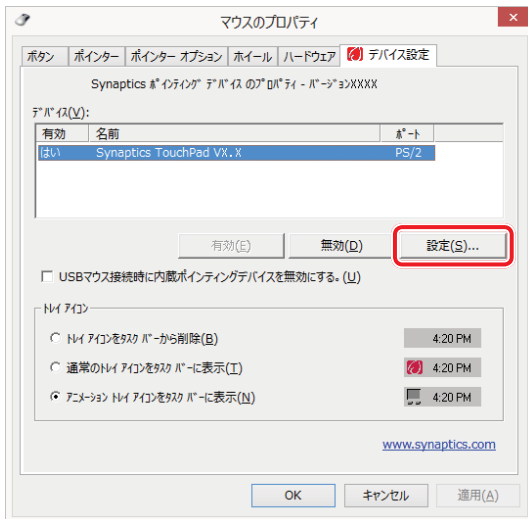 マウスのプロパティ
ボタン ポインター ポインター オプション ホイール ハードウェア デバイス設定
Synaptics ﾎﾟｲﾝﾃｨﾝｸﾞ ﾃﾞﾊﾞｲｽ のﾌﾟﾛﾊﾟﾃｨ - ﾊﾞｰｼﾞｮﾝXXXX
ﾃﾞﾊﾞｲｽ(V):
有効 名前 ﾎﾟｰﾄ
はい Synaptics TouchPad VX.X PS/2
有効(E) 無効(D) 設定(S)...
USBマウス接続時に内蔵ポインティングデバイスを無効にする。(U)
ﾄﾚｲ ｱｲｺﾝ
ﾄﾚｲ ｱｲｺﾝをﾀｽｸ ﾊﾞｰから削除(B) 4:20 PM
通常のﾄﾚｲ ｱｲｺﾝをﾀｽｸ ﾊﾞｰに表示(T) 4:20 PM
ｱﾆﾒｰｼｮﾝ ﾄﾚｲ ｱｲｺﾝをﾀｽｸ ﾊﾞｰに表示(N) 4:20 PM
www.synaptics.com
OK キャンセル 適用(A)